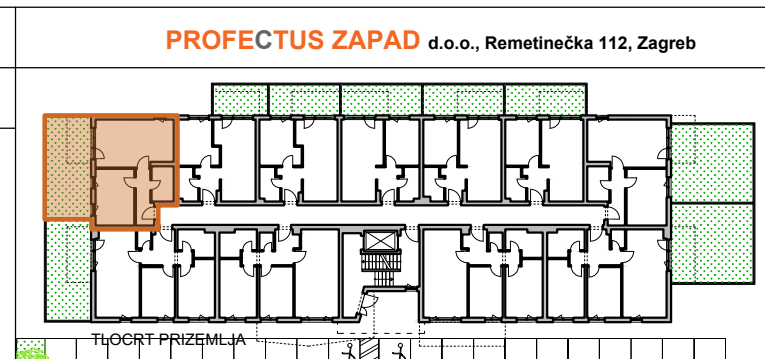 PROFECTUS ZAPAD d.o.o., Remetinečka 112, Zagreb
TLOCRT PRIZEMLJA